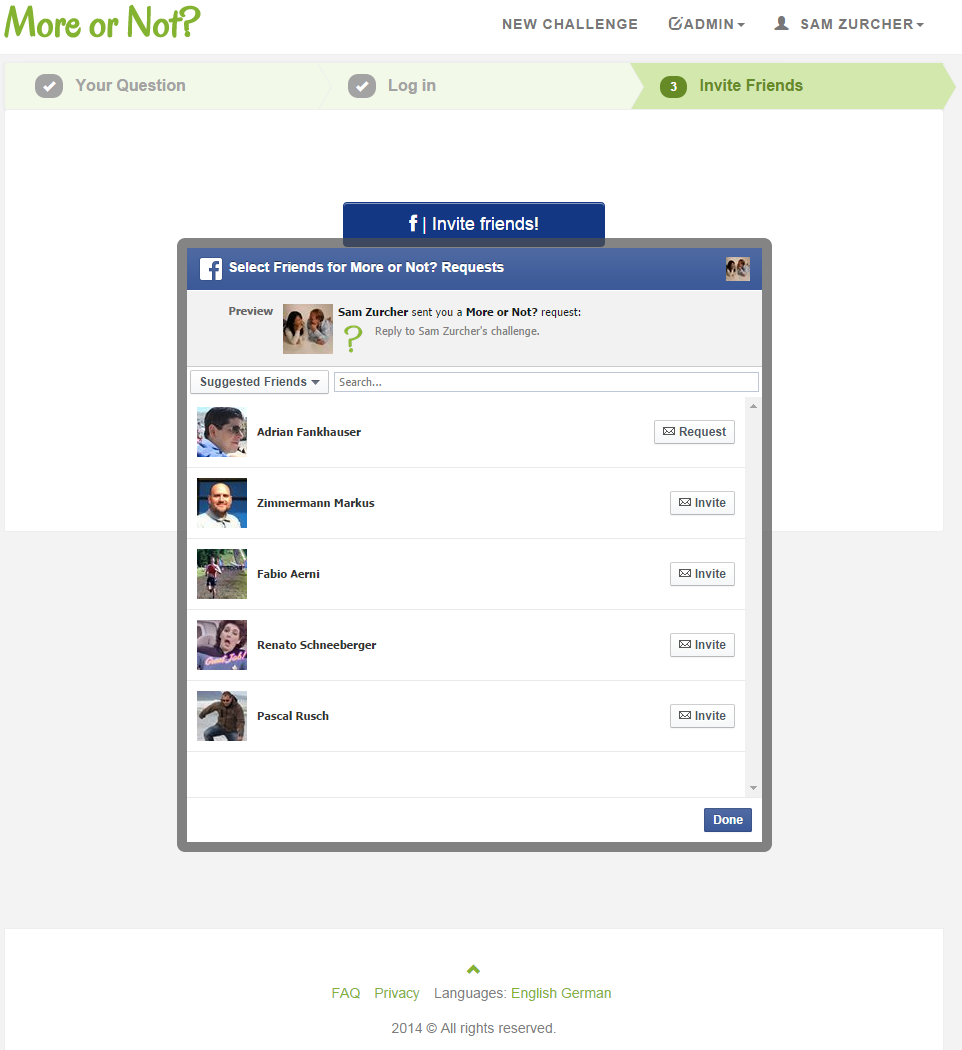 More or Not?
NEW CHALLENGE ADMIN SAM ZURCHER
Your Question Log in 3 Invite Friends
f | Invite friends!
f Select Friends for More or Not? Requests
Preview Sam Zurcher sent you a More or Not? request:
? Reply to Sam Zurcher's challenge.
Suggested Friends Search...
Adrian Fankhauser Request
Zimmermann Markus Invite
Fabio Aerni Invite
Renato Schneeberger Invite
Good Job!
Pascal Rusch Invite
Done
FAQ Privacy Languages: English German
2014 © All rights reserved.